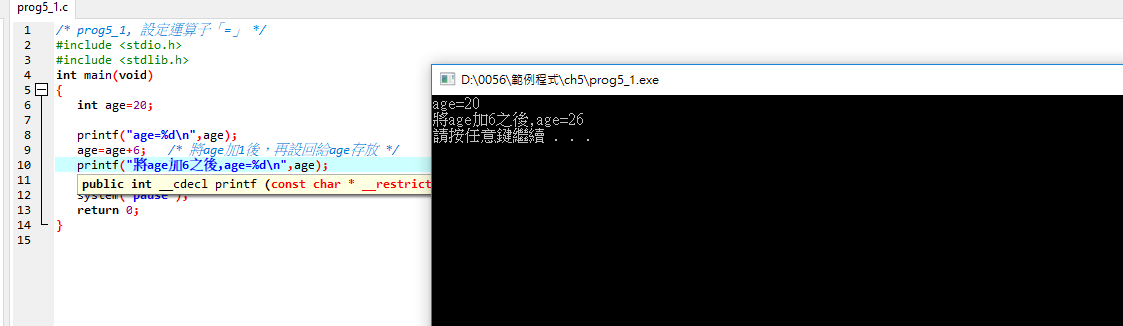 prog5_1.c
1 /* prog5_1, 設定運算子「=」 */
2 #include <stdio.h>
3 #include <stdlib.h>
4 int main(void)
5 {
6 int age=20;
7
8 printf("age=%d\n",age);
9 age=age+6; /* 將age加1後，再設回給age存放 */
10 printf("將age加6之後,age=%d\n",age);
11 public int __cdecl printf (const char * __restrict
12 system("pause");
13 return 0;
14 }
15
D:\0056\範例程式\ch5\prog5_1.exe
age=20
將age加6之後,age=26
請按任意鍵繼續 . . .